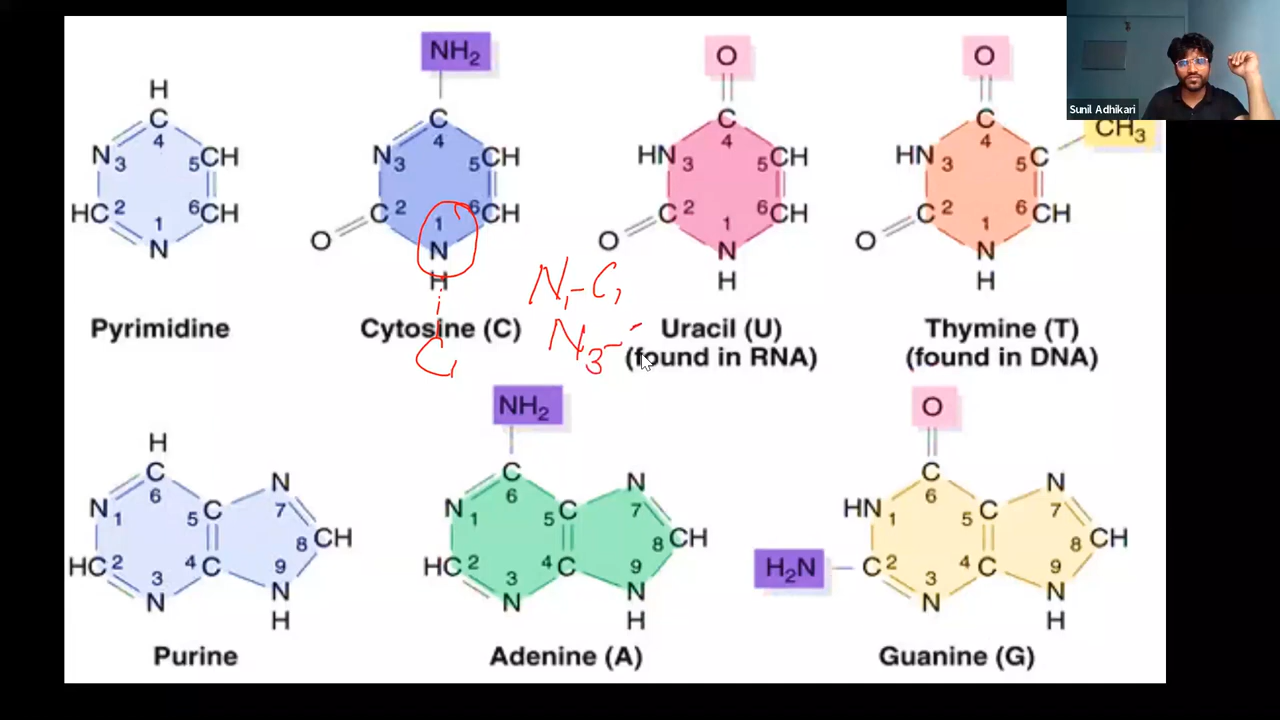 Sunil Adhikari
H
C
4
N 3
5 CH
HC 2
6 CH
1
N
Pyrimidine
NH2
C
4
N 3
5 CH
C 2
6 CH
O
1
N
H
Cytosine (C)
C1
N1-C1
N3-
O
C
4
HN 3
5 CH
C 2
6 CH
O
1
N
H
Uracil (U)
(found in RNA)
O
C
4
CH3
HN 3
5 C
C 2
6 CH
O
1
N
H
Thymine (T)
(found in DNA)
H
C
6
N 1
5 C
N
7
8 CH
HC 2
4 C
9
3
N
N
H
Purine
NH2
C
6
N 1
5 C
N
7
8 CH
HC 2
4 C
9
3
N
N
H
Adenine (A)
O
C
6
HN 1
5 C
N
7
8 CH
H2N
C 2
4 C
9
3
N
N
H
Guanine (G)